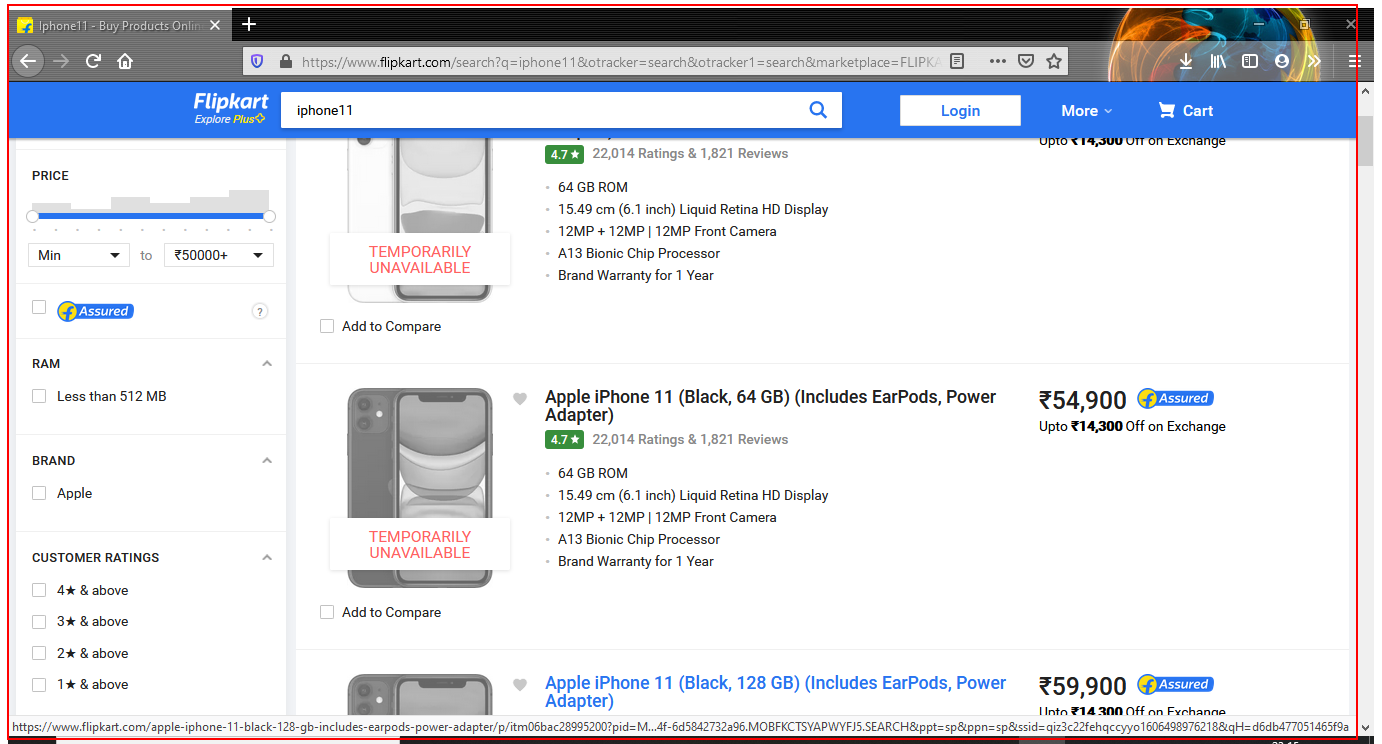 Iphone11 - Buy Products Onlin
https://www.flipkart.com/search?q=iphone11&otracker=search&otracker1=search&marketplace=FLIPKA
Flipkart
Explore Plus
iphone11
Login
More
Cart
PRICE
Min
to
₹50000+
Assured
?
RAM
Less than 512 MB
BRAND
Apple
CUSTOMER RATINGS
4★ & above
3★ & above
2★ & above
1★ & above
4.7★ 22,014 Ratings & 1,821 Reviews
64 GB ROM
15.49 cm (6.1 inch) Liquid Retina HD Display
12MP + 12MP | 12MP Front Camera
A13 Bionic Chip Processor
Brand Warranty for 1 Year
Upto ₹14,300 Off on Exchange
TEMPORARILY
UNAVAILABLE
Add to Compare
Apple iPhone 11 (Black, 64 GB) (Includes EarPods, Power
Adapter)
4.7★ 22,014 Ratings & 1,821 Reviews
64 GB ROM
15.49 cm (6.1 inch) Liquid Retina HD Display
12MP + 12MP | 12MP Front Camera
A13 Bionic Chip Processor
Brand Warranty for 1 Year
₹54,900
Assured
Upto ₹14,300 Off on Exchange
TEMPORARILY
UNAVAILABLE
Add to Compare
Apple iPhone 11 (Black, 128 GB) (Includes EarPods, Power
Adapter)
₹59,900
Assured
Upto ₹14,300 Off on Exchange
https://www.flipkart.com/apple-iphone-11-black-128-gb-includes-earpods-power-adapter/p/itm06bac28995200?pid=M...4f-6d5842732a96.MOBFKCTSYAPWYFJ5.SEARCH&ppt=sp&ppn=sp&ssid=qiz3c22fehqccyyo1606498976218&qH=d6db477051465f9a